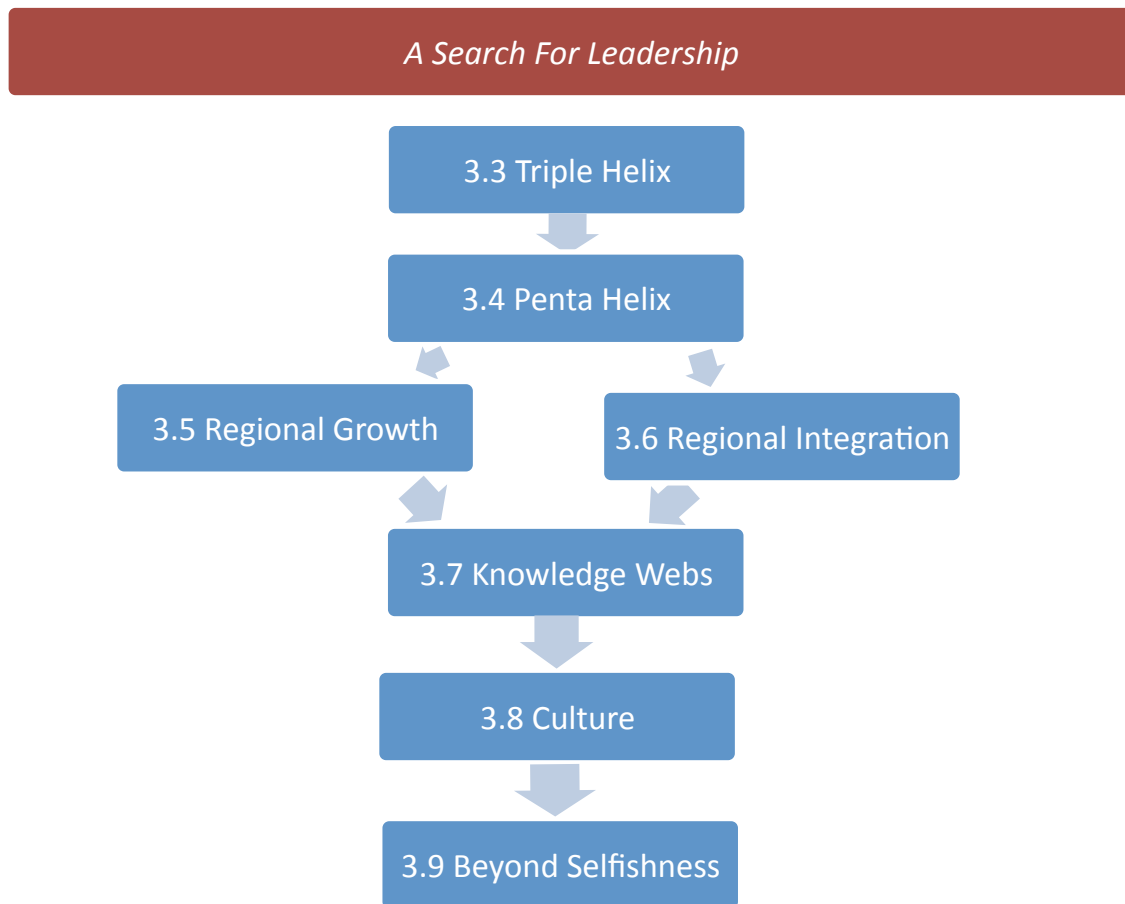 A Search For Leadership
3.3 Triple Helix
3.4 Penta Helix
3.5 Regional Growth
3.6 Regional Integration
3.7 Knowledge Webs
3.8 Culture
3.9 Beyond Selfishness